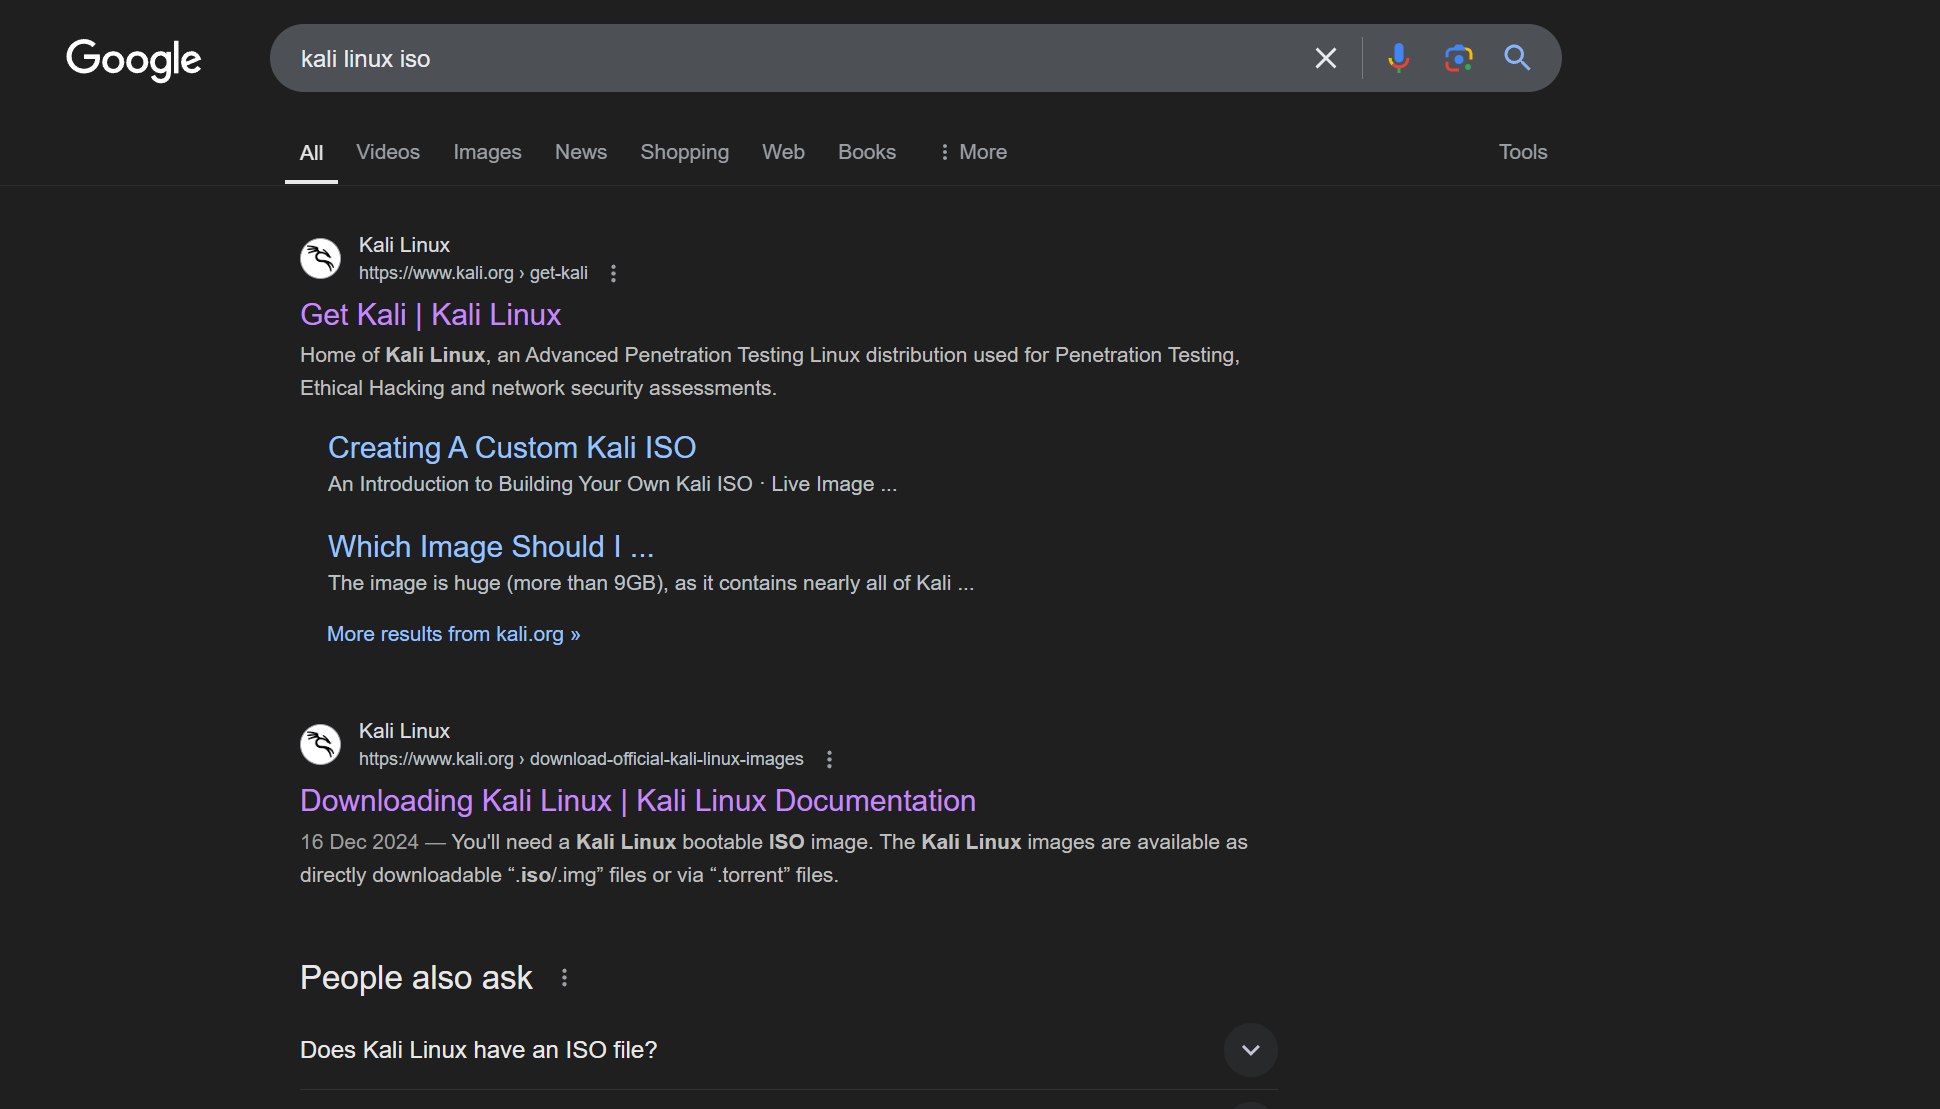 Google
kali linux iso
All Videos Images News Shopping Web Books More Tools
Kali Linux
https://www.kali.org › get-kali
Get Kali | Kali Linux
Home of Kali Linux, an Advanced Penetration Testing Linux distribution used for Penetration Testing,
Ethical Hacking and network security assessments.
Creating A Custom Kali ISO
An Introduction to Building Your Own Kali ISO · Live Image ...
Which Image Should I ...
The image is huge (more than 9GB), as it contains nearly all of Kali ...
More results from kali.org »
Kali Linux
https://www.kali.org › download-official-kali-linux-images
Downloading Kali Linux | Kali Linux Documentation
16 Dec 2024 — You'll need a Kali Linux bootable ISO image. The Kali Linux images are available as
directly downloadable “.iso/.img” files or via “.torrent” files.
People also ask
Does Kali Linux have an ISO file?